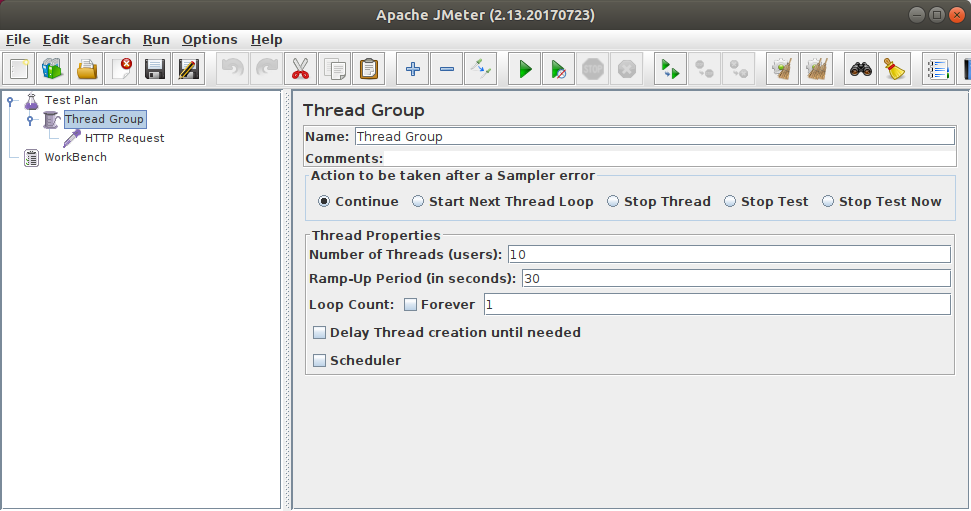 Apache JMeter (2.13.20170723)
File Edit Search Run Options Help
STOP
Test Plan
Thread Group
HTTP Request
WorkBench
Thread Group
Name: Thread Group
Comments:
Action to be taken after a Sampler error
Continue Start Next Thread Loop Stop Thread Stop Test Stop Test Now
Thread Properties
Number of Threads (users): 10
Ramp-Up Period (in seconds): 30
Loop Count: Forever 1
Delay Thread creation until needed
Scheduler